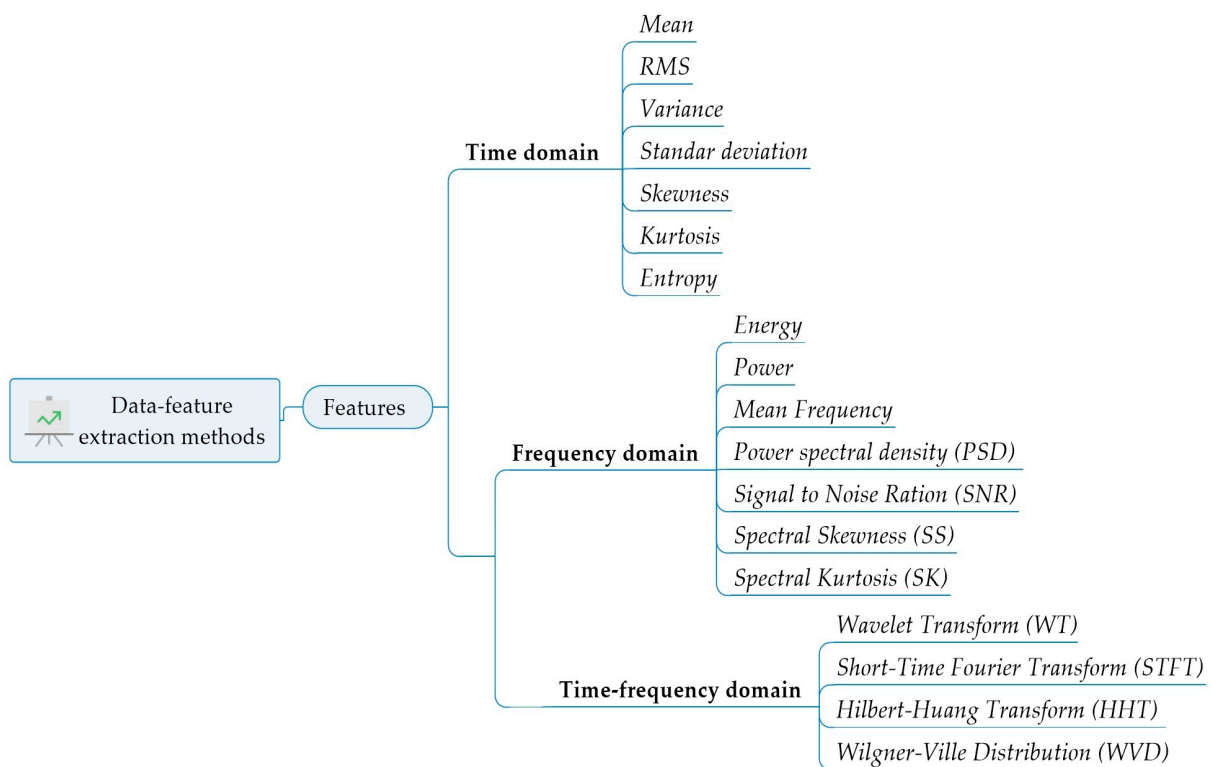 Data-feature
extraction methods
Features
Time domain
Mean
RMS
Variance
Standar deviation
Skewness
Kurtosis
Entropy
Frequency domain
Energy
Power
Mean Frequency
Power spectral density (PSD)
Signal to Noise Ration (SNR)
Spectral Skewness (SS)
Spectral Kurtosis (SK)
Time-frequency domain
Wavelet Transform (WT)
Short-Time Fourier Transform (STFT)
Hilbert-Huang Transform (HHT)
Wilgner-Ville Distribution (WVD)